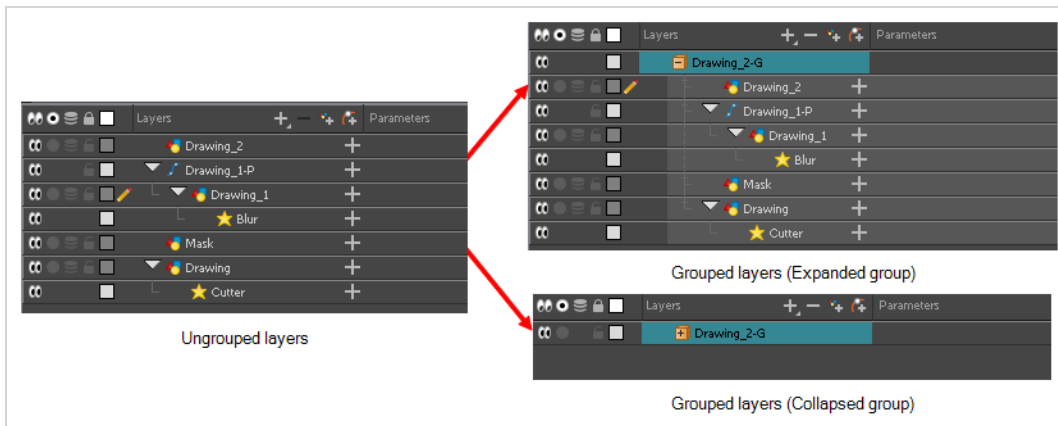 Layers Parameters
Drawing_2
Drawing_1-P
Drawing_1
Blur
Mask
Drawing
Cutter
Ungrouped layers
Layers Parameters
Drawing_2-G
Drawing_2
Drawing_1-P
Drawing_1
Blur
Mask
Drawing
Cutter
Grouped layers (Expanded group)
Layers Parameters
Drawing_2-G
Grouped layers (Collapsed group)